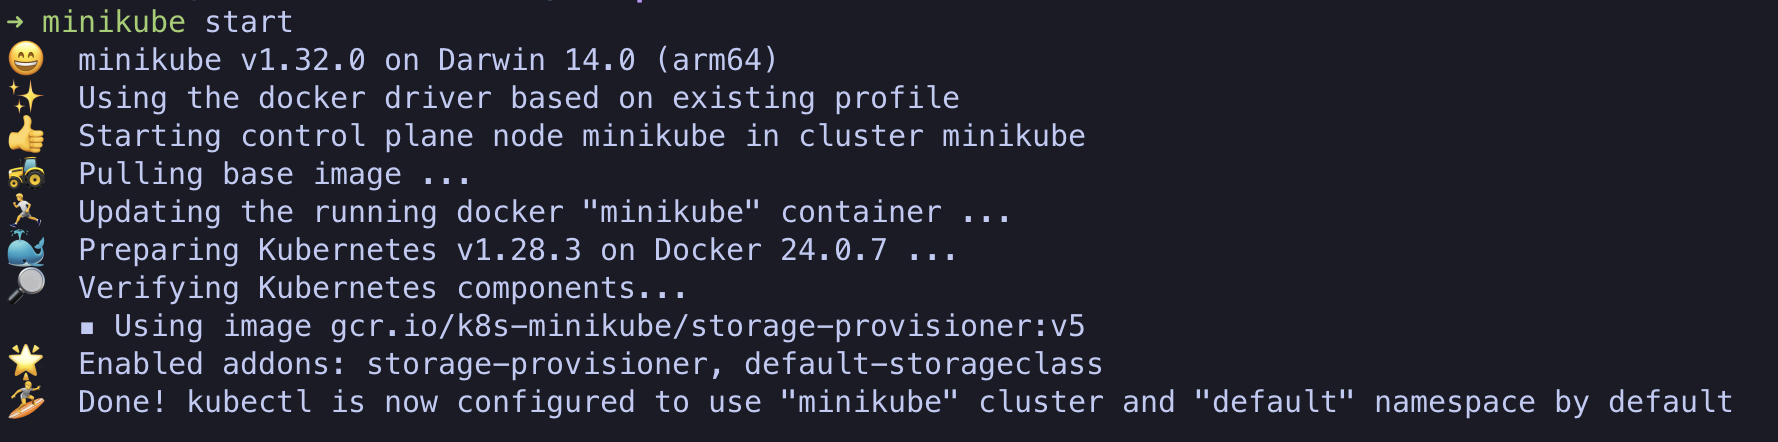 ➜ minikube start
😄 minikube v1.32.0 on Darwin 14.0 (arm64)
✨ Using the docker driver based on existing profile
👍 Starting control plane node minikube in cluster minikube
🚜 Pulling base image ...
🏃 Updating the running docker "minikube" container ...
🐳 Preparing Kubernetes v1.28.3 on Docker 24.0.7 ...
🔎 Verifying Kubernetes components...
▪ Using image gcr.io/k8s-minikube/storage-provisioner:v5
🌟 Enabled addons: storage-provisioner, default-storageclass
🏄 Done! kubectl is now configured to use "minikube" cluster and "default" namespace by default